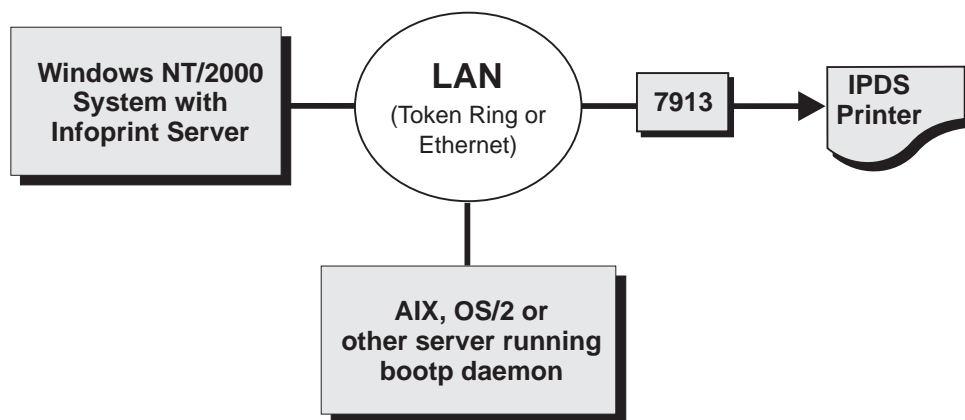 Windows NT/2000
System with
Infoprint Server
LAN
(Token Ring or
Ethernet)
7913
IPDS
Printer
AIX, OS/2 or
other server running
bootp daemon